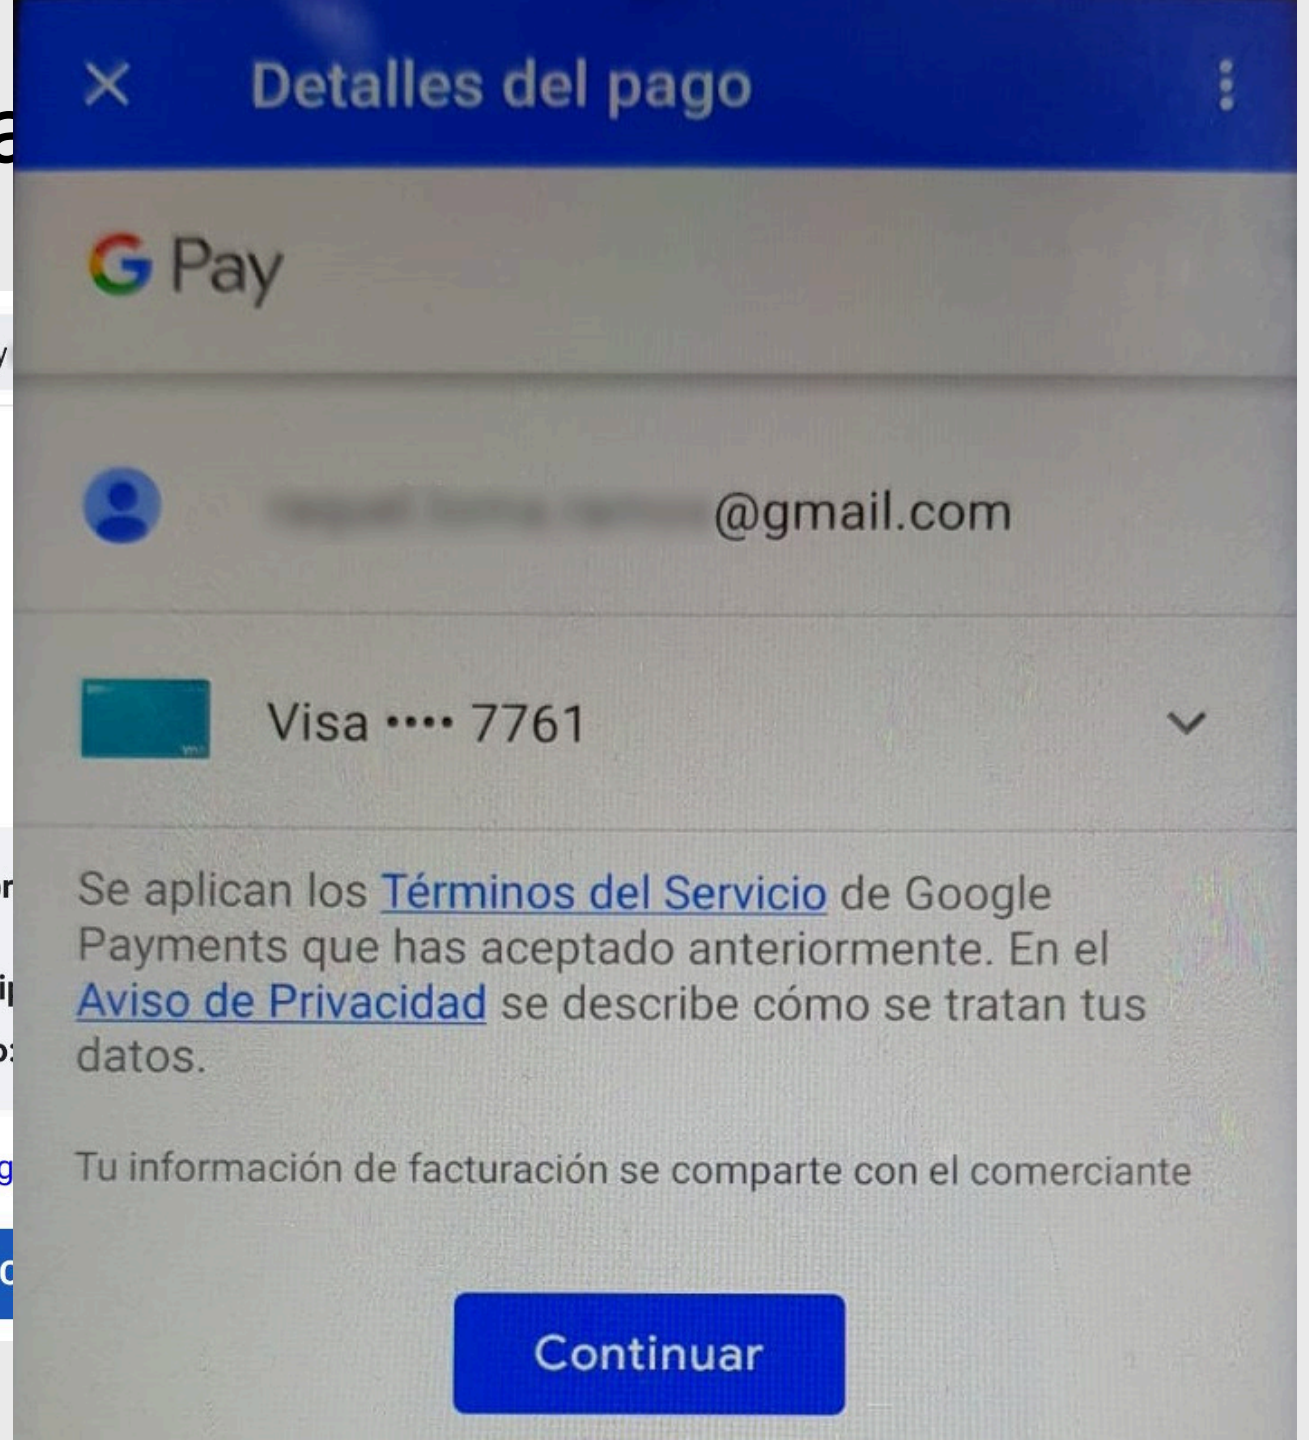 Detalles del pago
G Pay
@gmail.com
Visa •••• 7761
Se aplican los Términos del Servicio de Google
Payments que has aceptado anteriormente. En el
Aviso de Privacidad se describe cómo se tratan tus
datos.
Tu información de facturación se comparte con el comerciante
Continuar